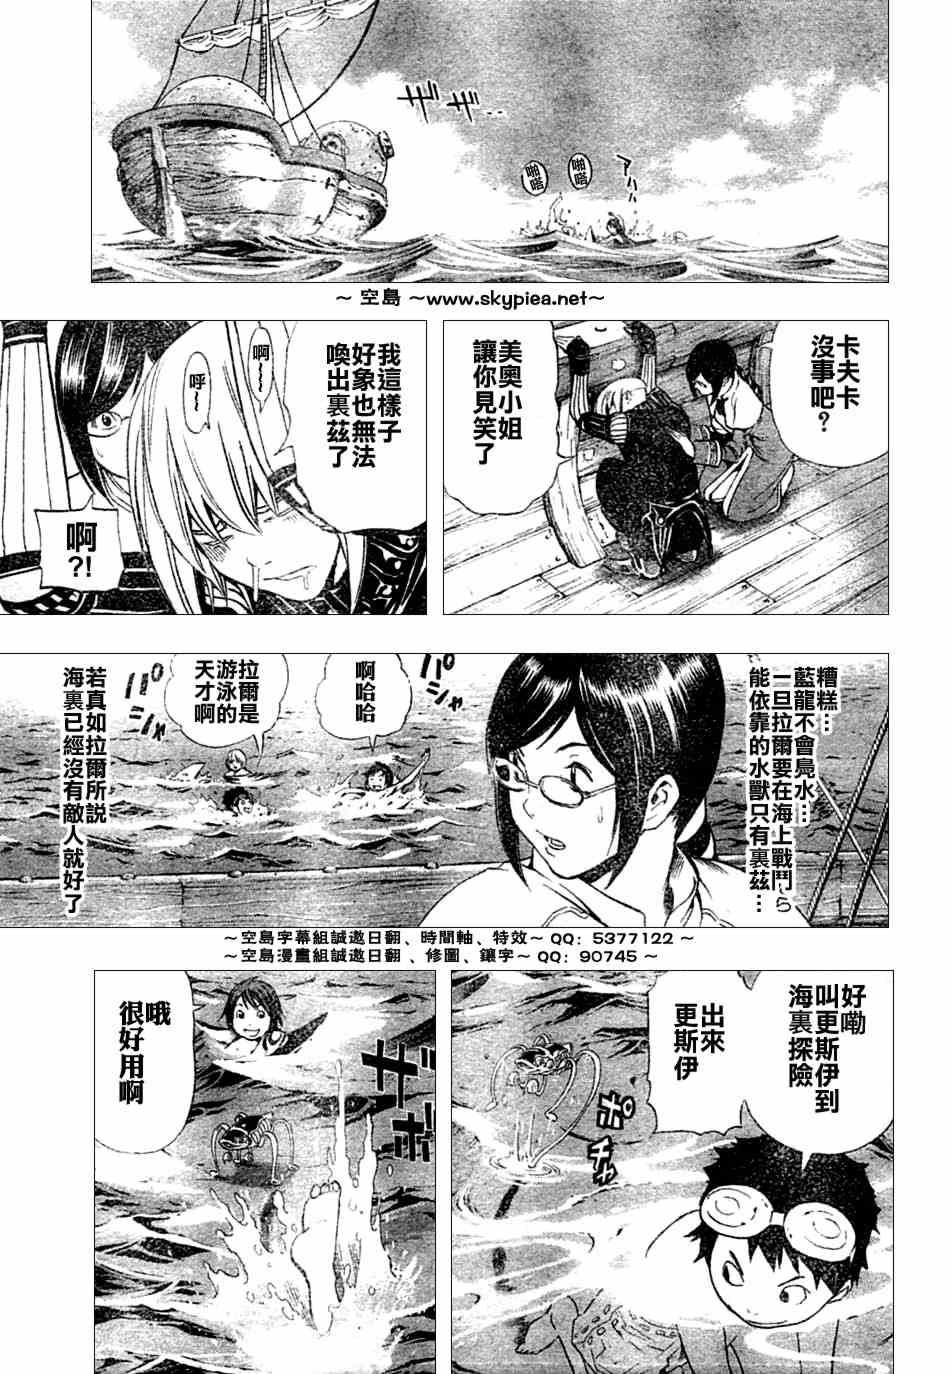 ギギ…
啪嗒
啪嗒
アハ
～ 空島 ～www.skypiea.net～
卡夫卡
沒事吧？
美奧小姐
讓你見笑了
我這樣子
好象也無法
喚出裏茲了
啊~~
呼~~
啊?!
糟糕…
藍龍不會鳧水…
一旦拉爾要在海上戰鬥
能依靠的水獸只有裏茲…
啊哈哈
拉爾是
游泳的
天才啊
パシャ
パシャ
若真如拉爾所說
海裏已經沒有敵人就好了
～空島字幕組誠邀日翻、時間軸、特效～ QQ：5377122 ～
～空島漫畫組誠邀日翻 、修圖、鑲字～ QQ：90745 ～
好嘞
叫更斯伊到
海裏探險
出來
更斯伊
ポチャ
哦
很好用啊
ザバ